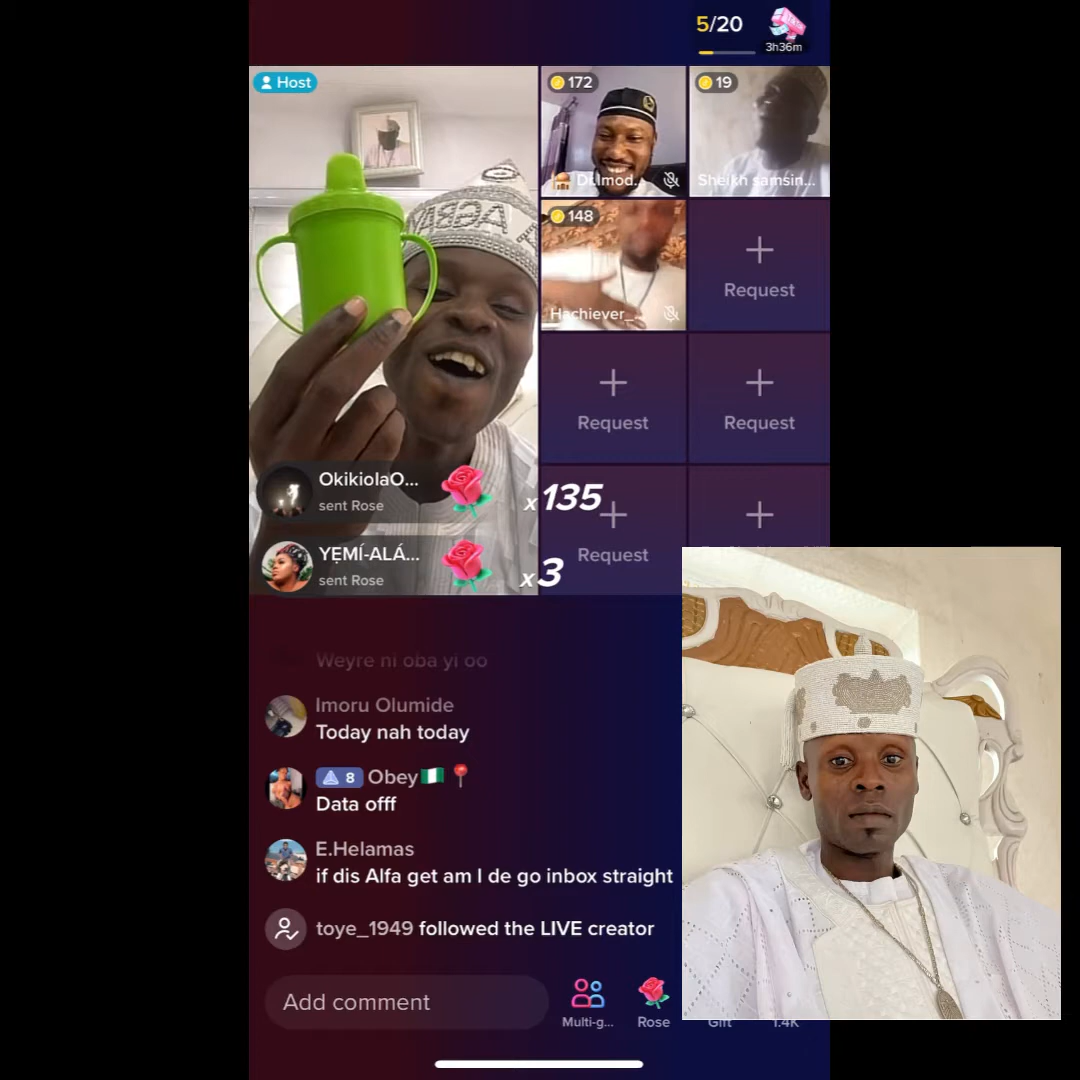 5/20
3h36m
Host
172
19
Dr.Imod...
Sheikh samsin...
148
Request
Hachiever_...
Request
Request
OkikiolaO...
sent Rose
x 135
Request
YẸMÍ-ALÁ...
sent Rose
x3
Weyre ni oba yi oo
Imoru Olumide
Today nah today
8 Obey
Data offf
E.Helamas
if dis Alfa get am I de go inbox straight
toye_1949 followed the LIVE creator
Add comment
Multi-g...
Rose
Gift
1.4K